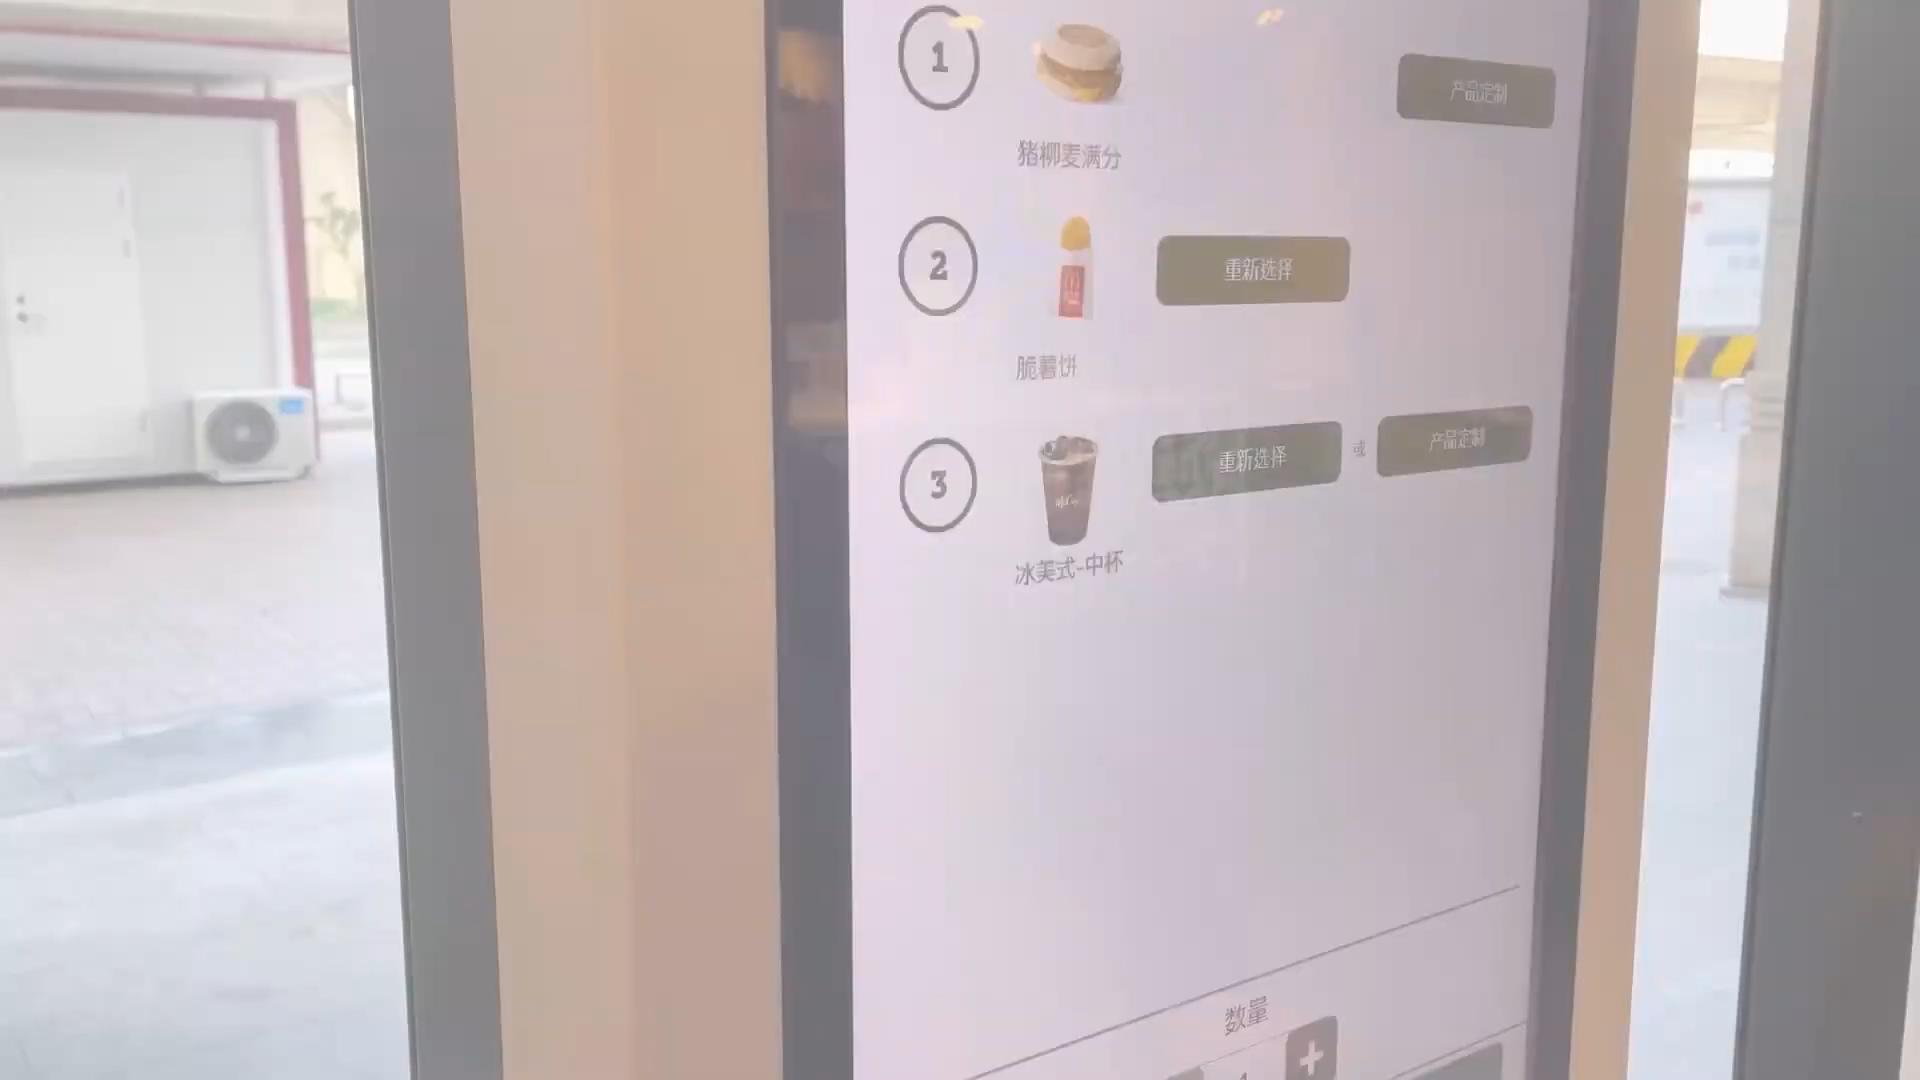 1
产品定制
猪柳麦满分
2
重新选择
脆薯饼
3
重新选择
或
产品定制
冰美式-中杯
数量
+